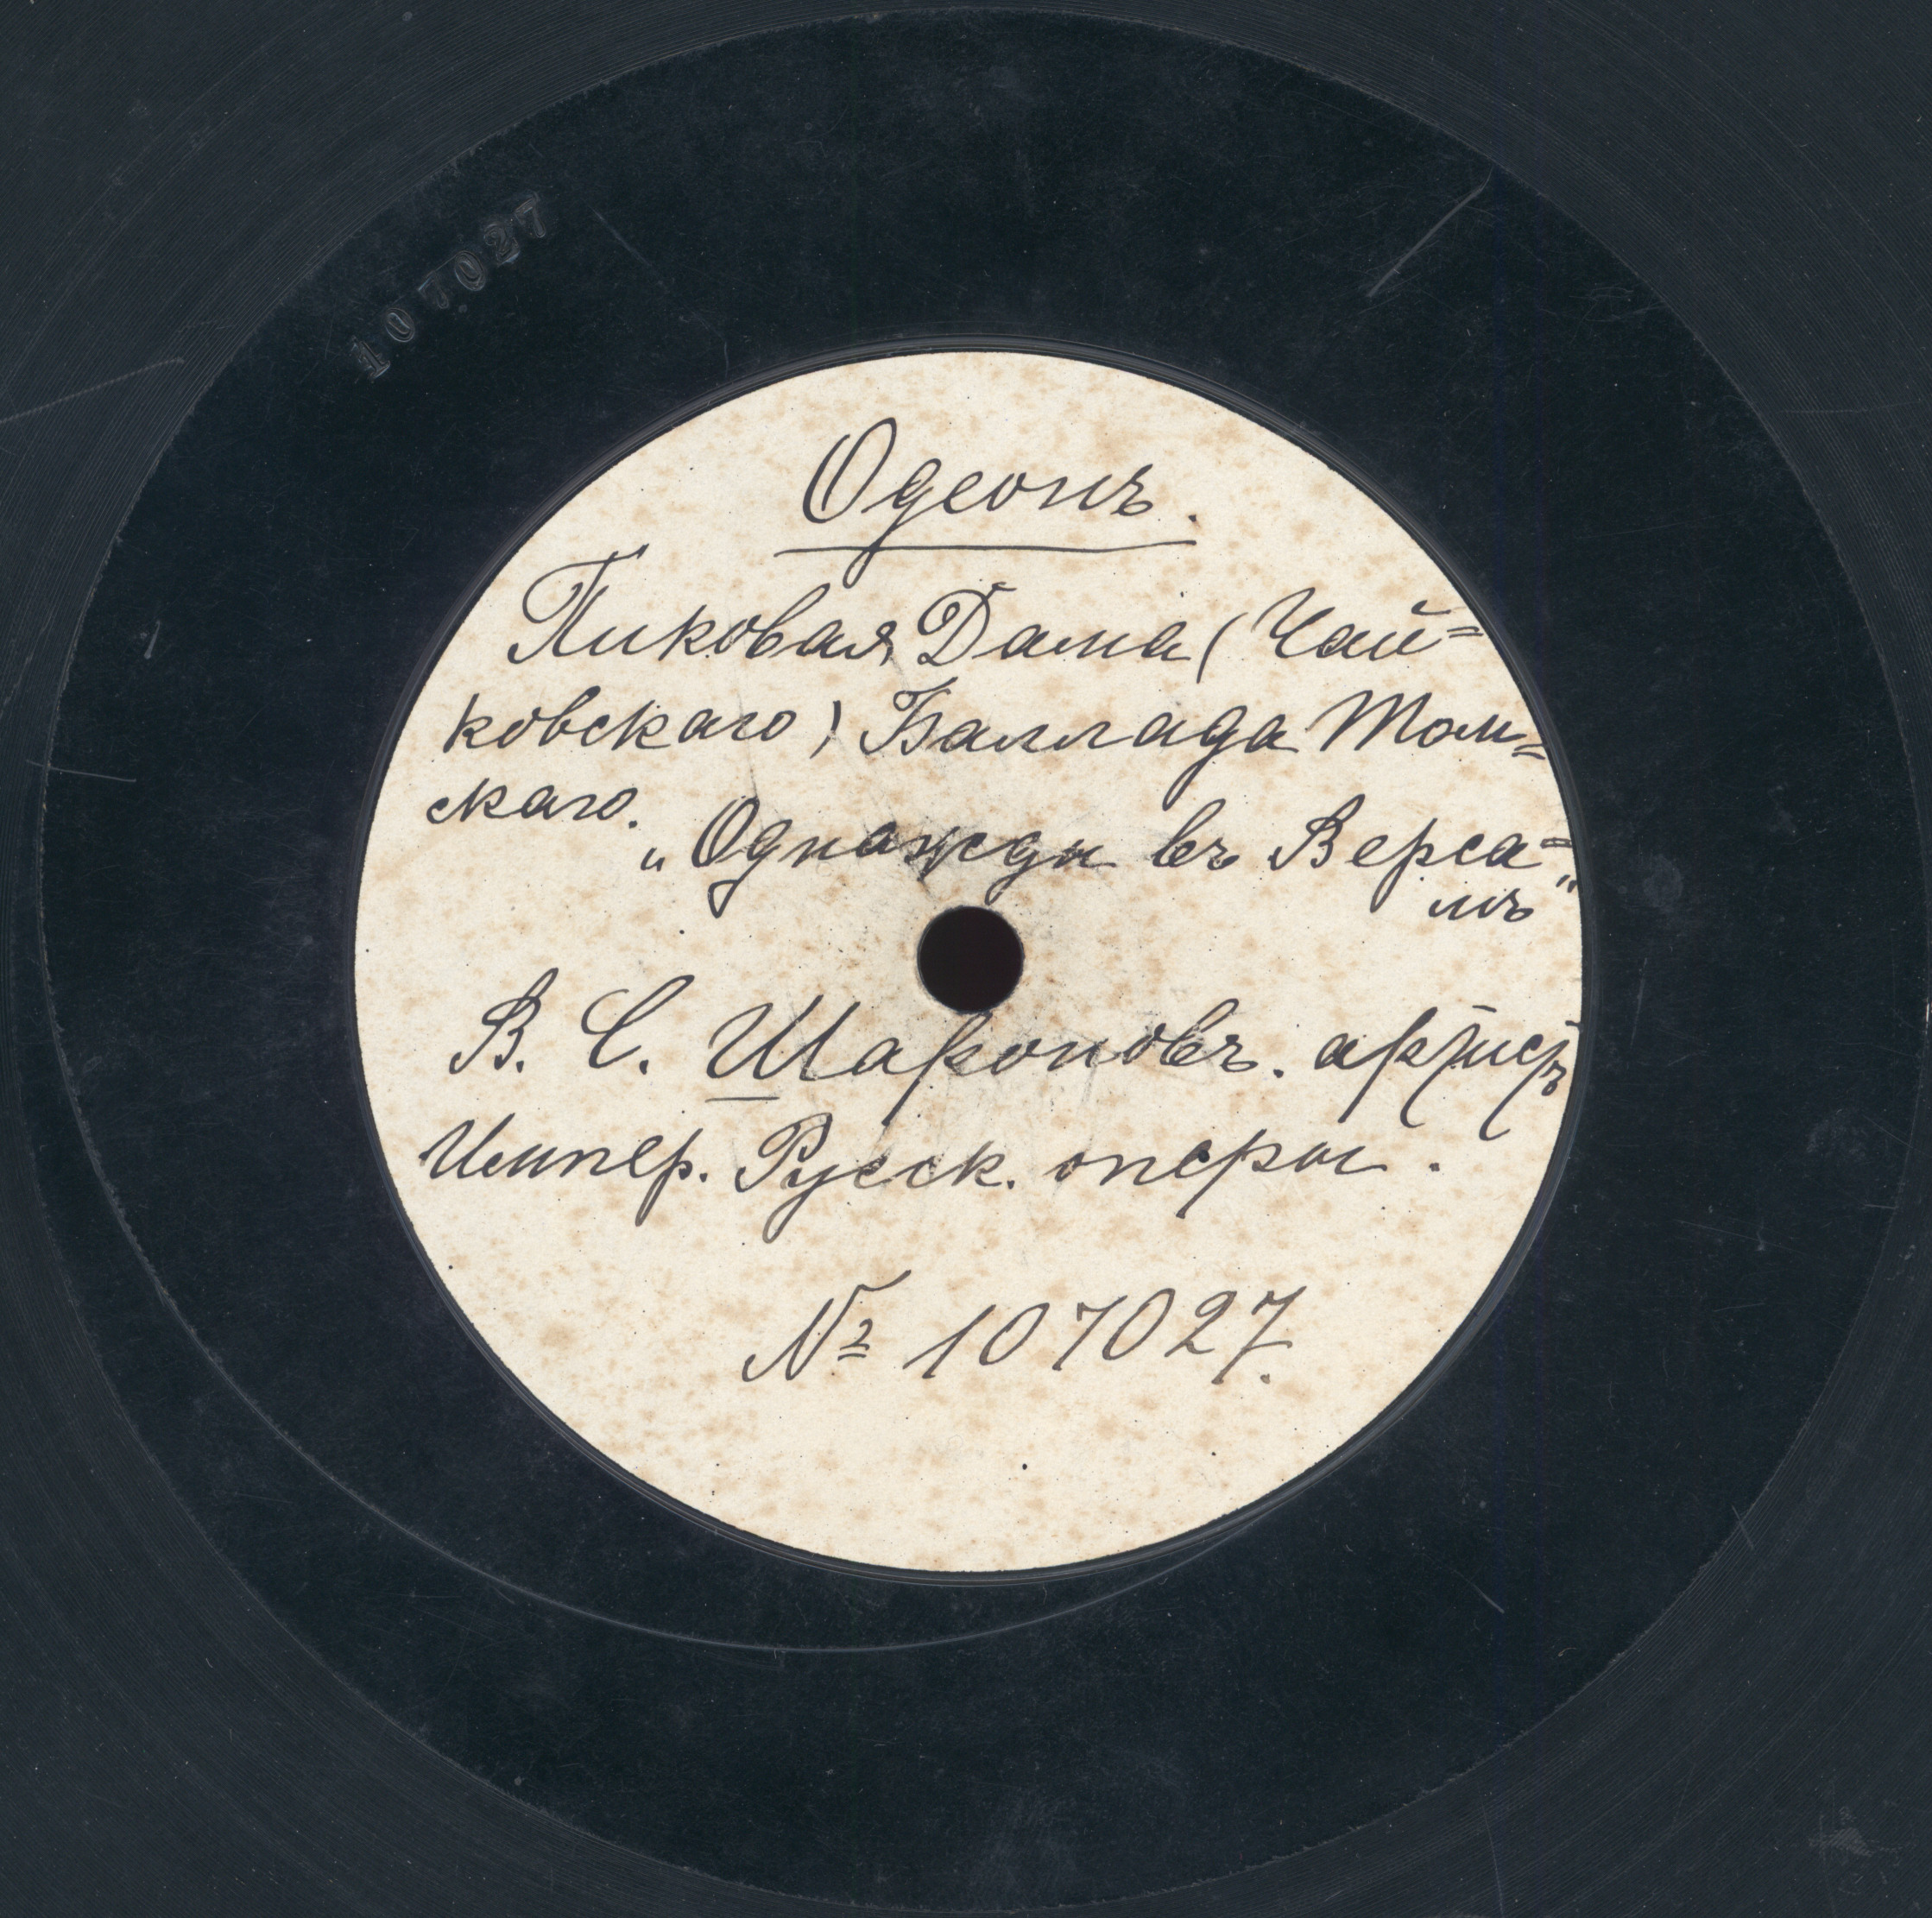 107027
Одеонъ.
Пиковая Дама (Чай=
ковскаго) Баллада Том=
скаго.
„Однажды въ Верса=
лѣ"
В. С. Шароновъ. артистъ
Импер. Русск. оперы.
№ 107027.